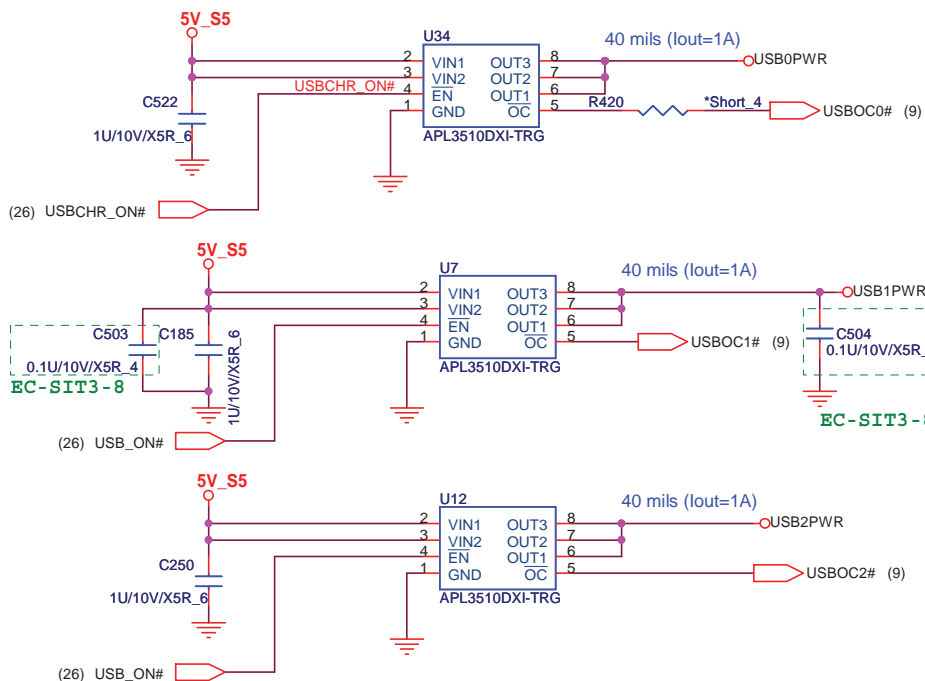 5V_S5
U34
40 mils (Iout=1A)
2 VIN1 OUT3 8 USB0PWR
3 VIN2 OUT2 7
USBCHR_ON# 4 EN OUT1 6
1 GND OC 5 R420 *Short_4 USBOC0# (9)
C522
1U/10V/X5R_6
APL3510DXI-TRG
(26) USBCHR_ON#
5V_S5
U7
40 mils (Iout=1A)
2 VIN1 OUT3 8 USB1PWR
3 VIN2 OUT2 7
4 EN OUT1 6
1 GND OC 5 USBOC1# (9)
C503 C185
0.1U/10V/X5R_4
1U/10V/X5R_6
C504
0.1U/10V/X5R_
APL3510DXI-TRG
EC-SIT3-8
EC-SIT3-8
(26) USB_ON#
5V_S5
U12
40 mils (Iout=1A)
2 VIN1 OUT3 8 USB2PWR
3 VIN2 OUT2 7
4 EN OUT1 6
1 GND OC 5 USBOC2# (9)
C250
1U/10V/X5R_6
APL3510DXI-TRG
(26) USB_ON#